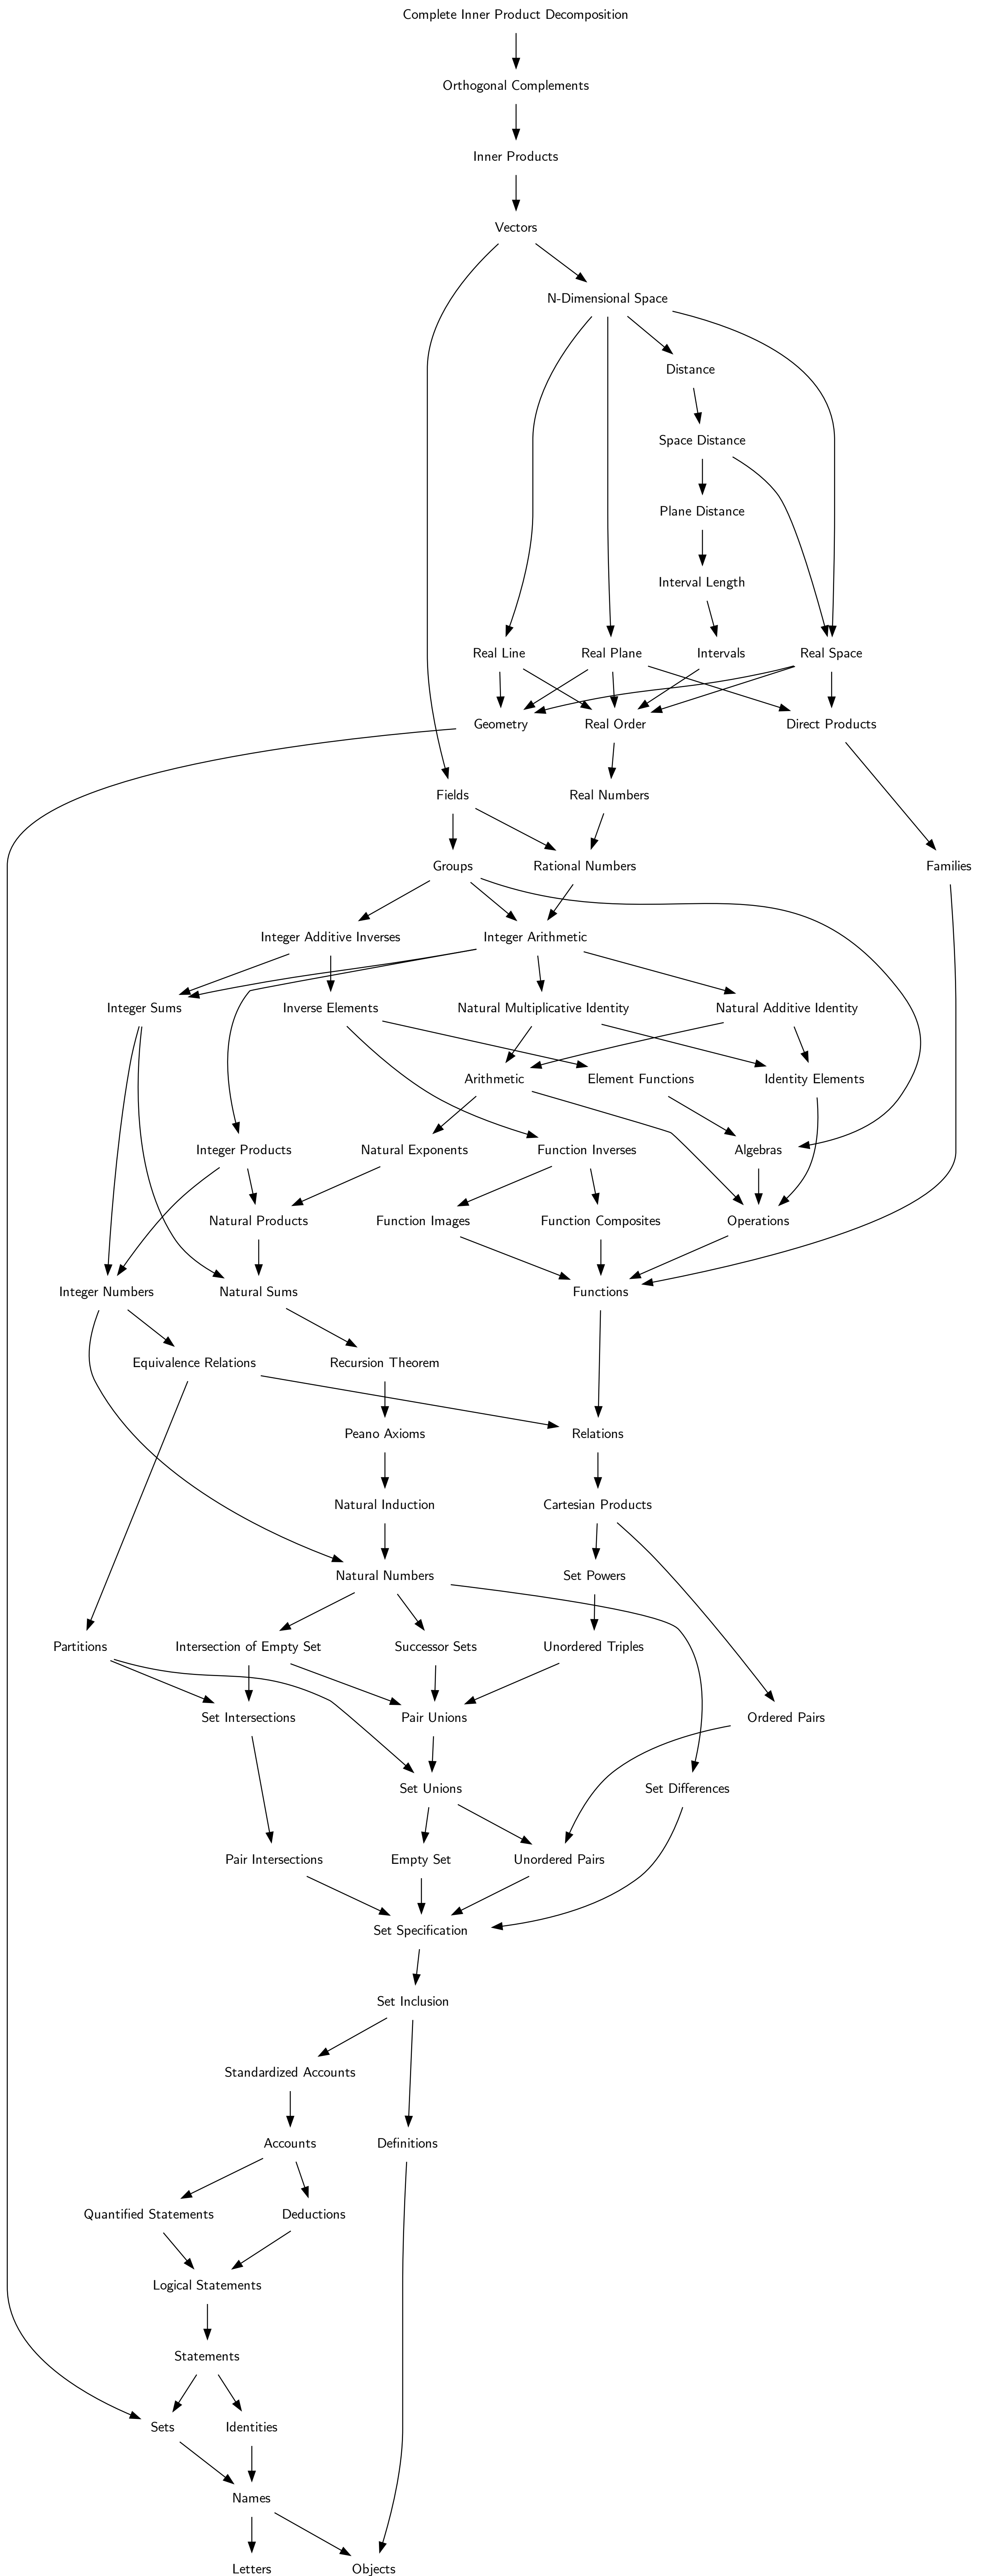 Complete Inner Product Decomposition
Orthogonal Complements
Inner Products
Vectors
N-Dimensional Space
Distance
Space Distance
Plane Distance
Interval Length
Real Line
Real Plane
Intervals
Real Space
Geometry
Real Order
Direct Products
Fields
Real Numbers
Groups
Rational Numbers
Families
Integer Additive Inverses
Integer Arithmetic
Integer Sums
Inverse Elements
Natural Multiplicative Identity
Natural Additive Identity
Arithmetic
Element Functions
Identity Elements
Integer Products
Natural Exponents
Function Inverses
Algebras
Natural Products
Function Images
Function Composites
Operations
Integer Numbers
Natural Sums
Functions
Equivalence Relations
Recursion Theorem
Peano Axioms
Relations
Natural Induction
Cartesian Products
Natural Numbers
Set Powers
Partitions
Intersection of Empty Set
Successor Sets
Unordered Triples
Set Intersections
Pair Unions
Ordered Pairs
Set Unions
Set Differences
Pair Intersections
Empty Set
Unordered Pairs
Set Specification
Set Inclusion
Standardized Accounts
Accounts
Definitions
Quantified Statements
Deductions
Logical Statements
Statements
Sets
Identities
Names
Letters
Objects